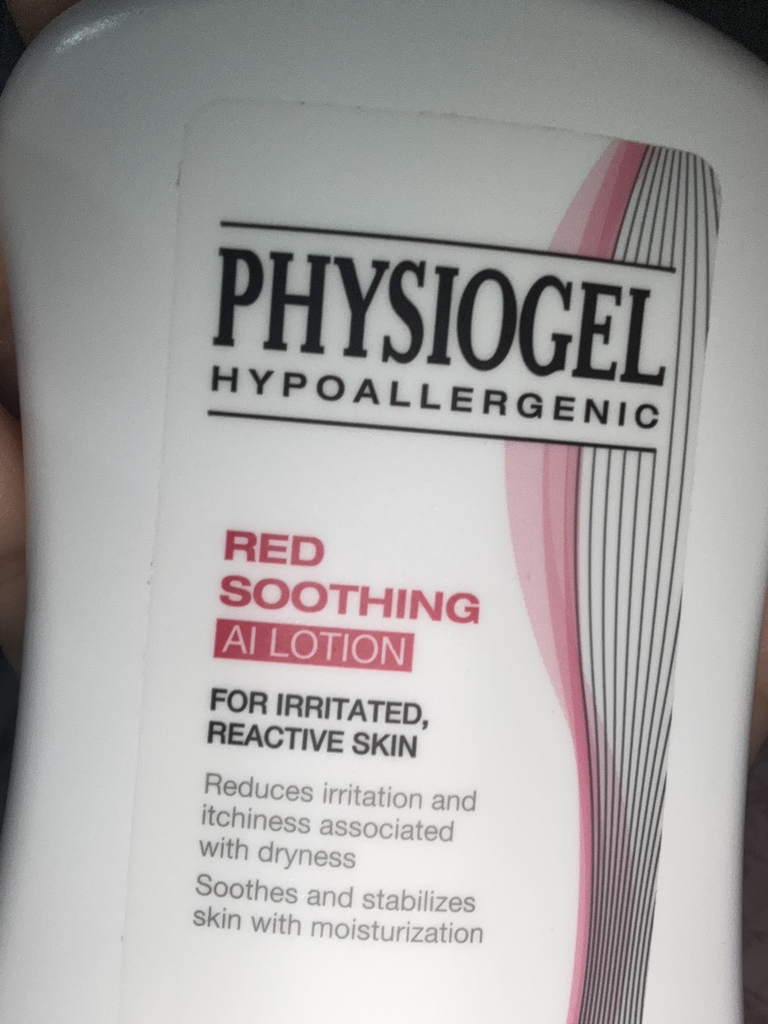 PHYSIOGEL
HYPOALLERGENIC
RED
SOOTHING
AI LOTION
FOR IRRITATED,
REACTIVE SKIN
Reduces irritation and
itchiness associated
with dryness
Soothes and stabilizes
skin with moisturization